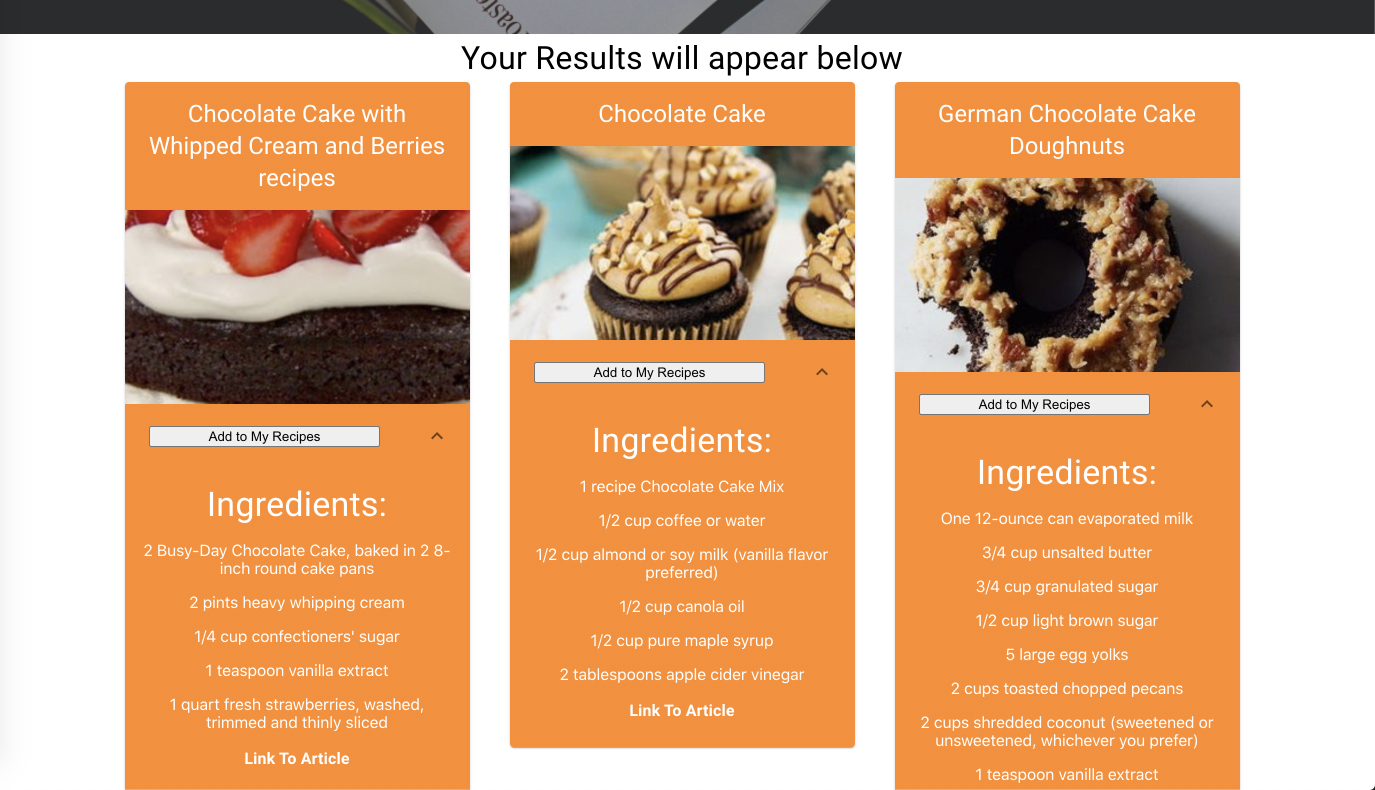 Your Results will appear below
Chocolate Cake with
Whipped Cream and Berries
recipes
Add to My Recipes
Ingredients:
2 Busy-Day Chocolate Cake, baked in 2 8-
inch round cake pans
2 pints heavy whipping cream
1/4 cup confectioners' sugar
1 teaspoon vanilla extract
1 quart fresh strawberries, washed,
trimmed and thinly sliced
Link To Article
Chocolate Cake
Add to My Recipes
Ingredients:
1 recipe Chocolate Cake Mix
1/2 cup coffee or water
1/2 cup almond or soy milk (vanilla flavor
preferred)
1/2 cup canola oil
1/2 cup pure maple syrup
2 tablespoons apple cider vinegar
Link To Article
German Chocolate Cake
Doughnuts
Add to My Recipes
Ingredients:
One 12-ounce can evaporated milk
3/4 cup unsalted butter
3/4 cup granulated sugar
1/2 cup light brown sugar
5 large egg yolks
2 cups toasted chopped pecans
2 cups shredded coconut (sweetened or
unsweetened, whichever you prefer)
1 teaspoon vanilla extract